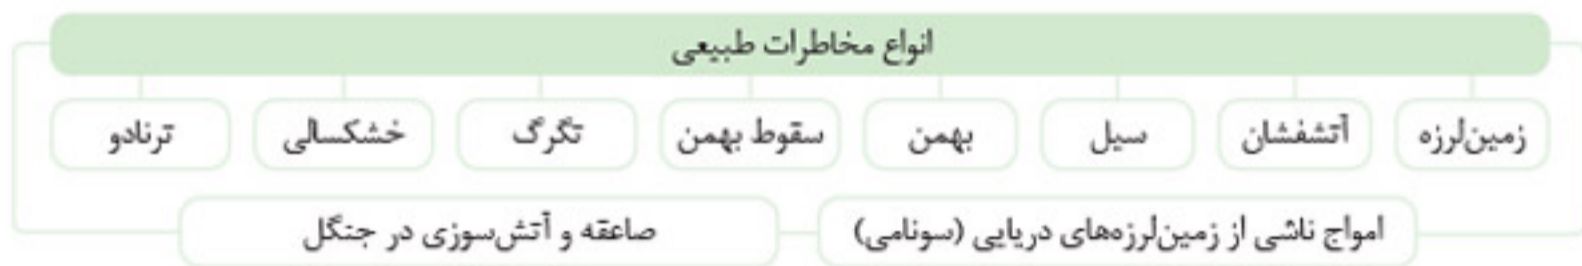 انواع مخاطرات طبیعی
زمین‌لرزه آتشفشان سیل بهمن سقوط بهمن تگرگ خشکسالی ترنادو
امواج ناشی از زمین‌لرزه‌های دریایی (سونامی) صاعقه و آتش‌سوزی در جنگل